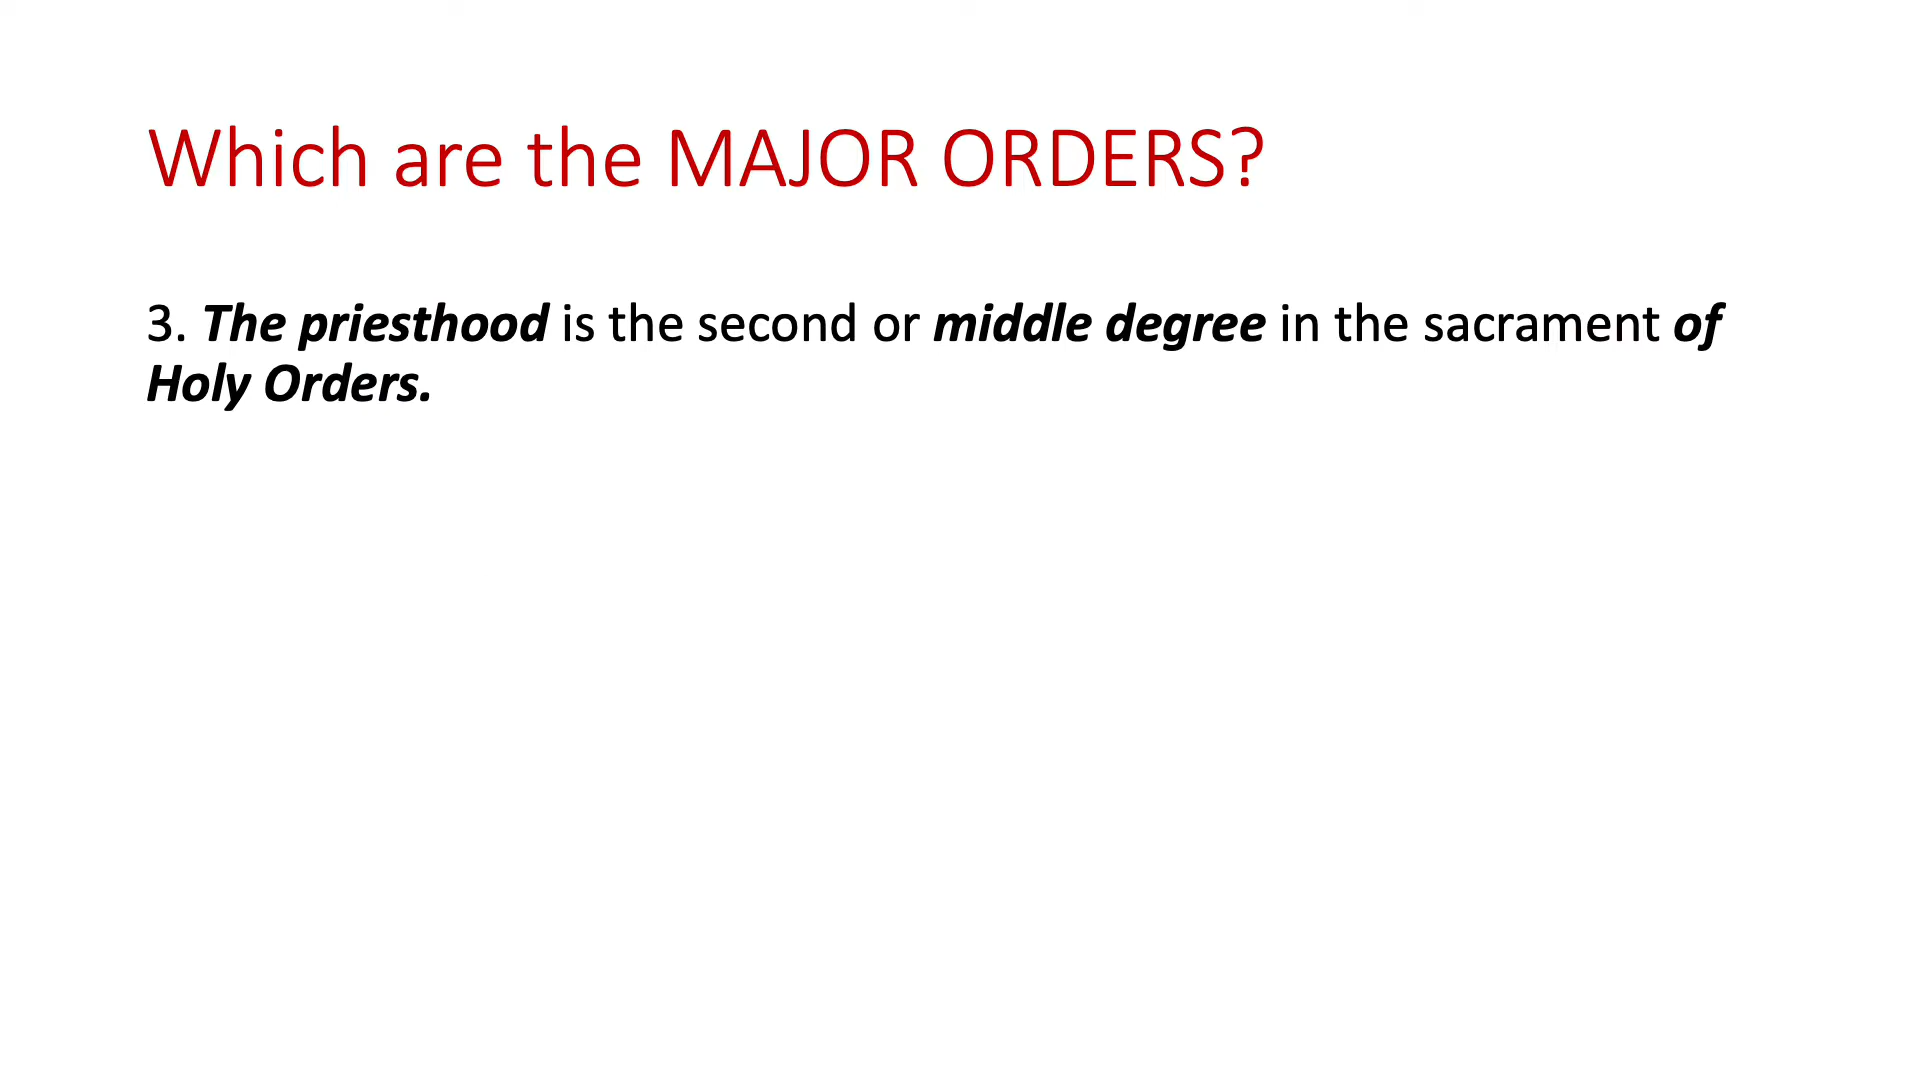 Which are the MAJOR ORDERS?
3. The priesthood is the second or middle degree in the sacrament of
Holy Orders.